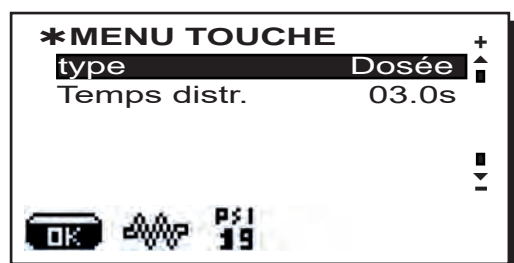 ✱MENU TOUCHE
type Dosée
Temps distr. 03.0s
OK PSI
19